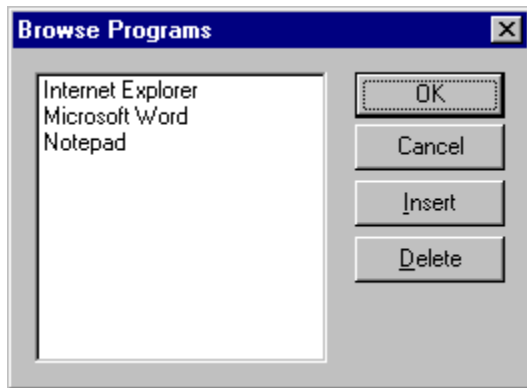 Browse Programs
Internet Explorer
Microsoft Word
Notepad
OK
Cancel
Insert
Delete